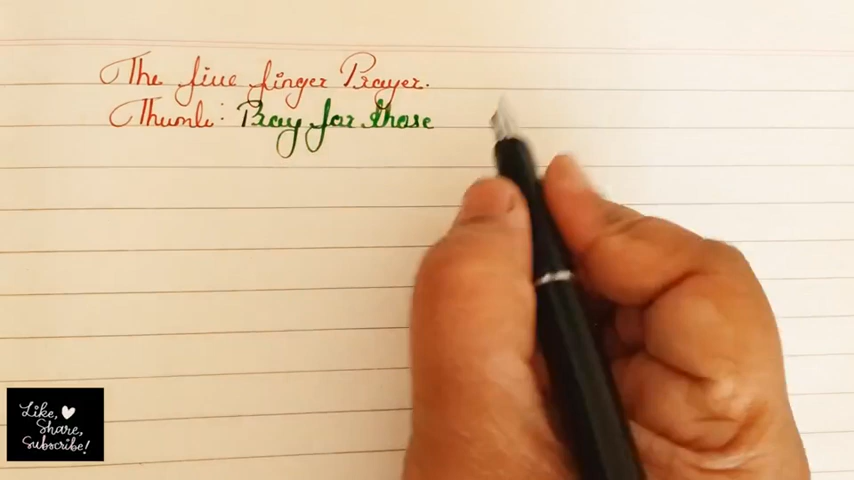 The five finger Prayer.
Thumb: Pray for those
Like,
Share,
Subscribe!